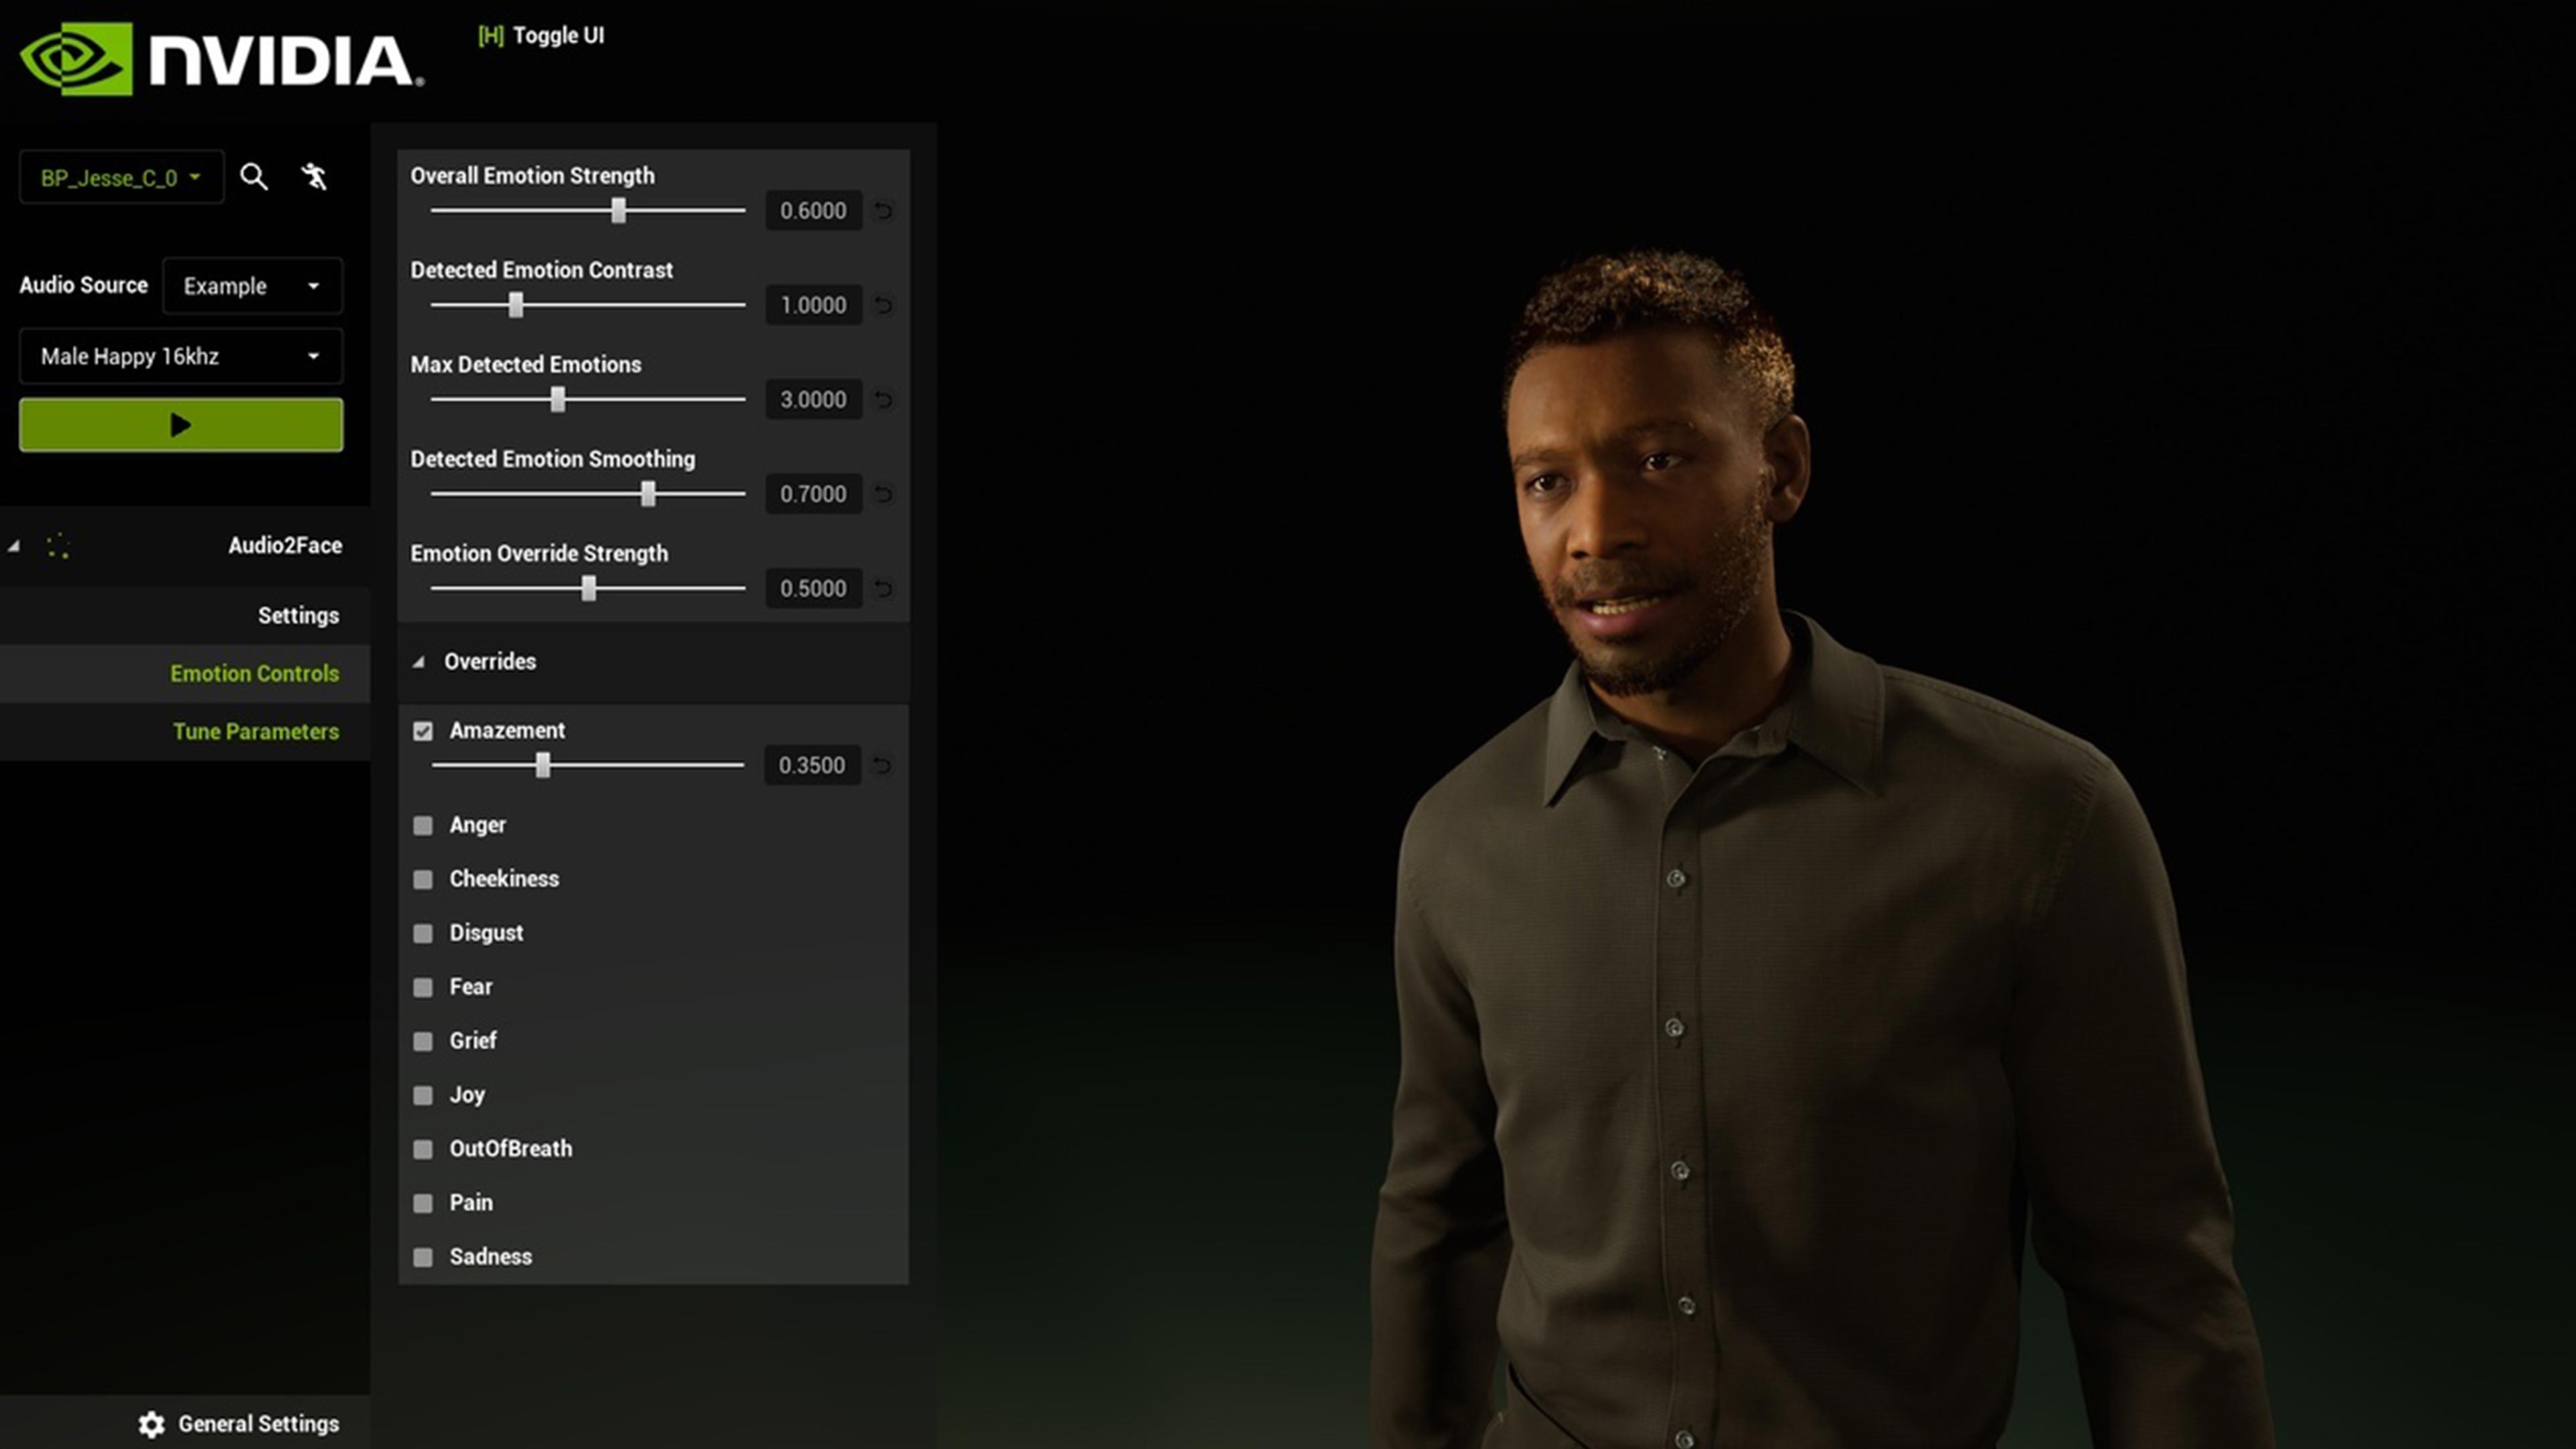 NVIDIA
[H] Toggle UI
BP_Jesse_C_0
Audio Source
Example
Male Happy 16khz
Audio2Face
Settings
Emotion Controls
Tune Parameters
General Settings
Overall Emotion Strength
0.6000
Detected Emotion Contrast
1.0000
Max Detected Emotions
3.0000
Detected Emotion Smoothing
0.7000
Emotion Override Strength
0.5000
Overrides
Amazement
0.3500
Anger
Cheekiness
Disgust
Fear
Grief
Joy
OutOfBreath
Pain
Sadness